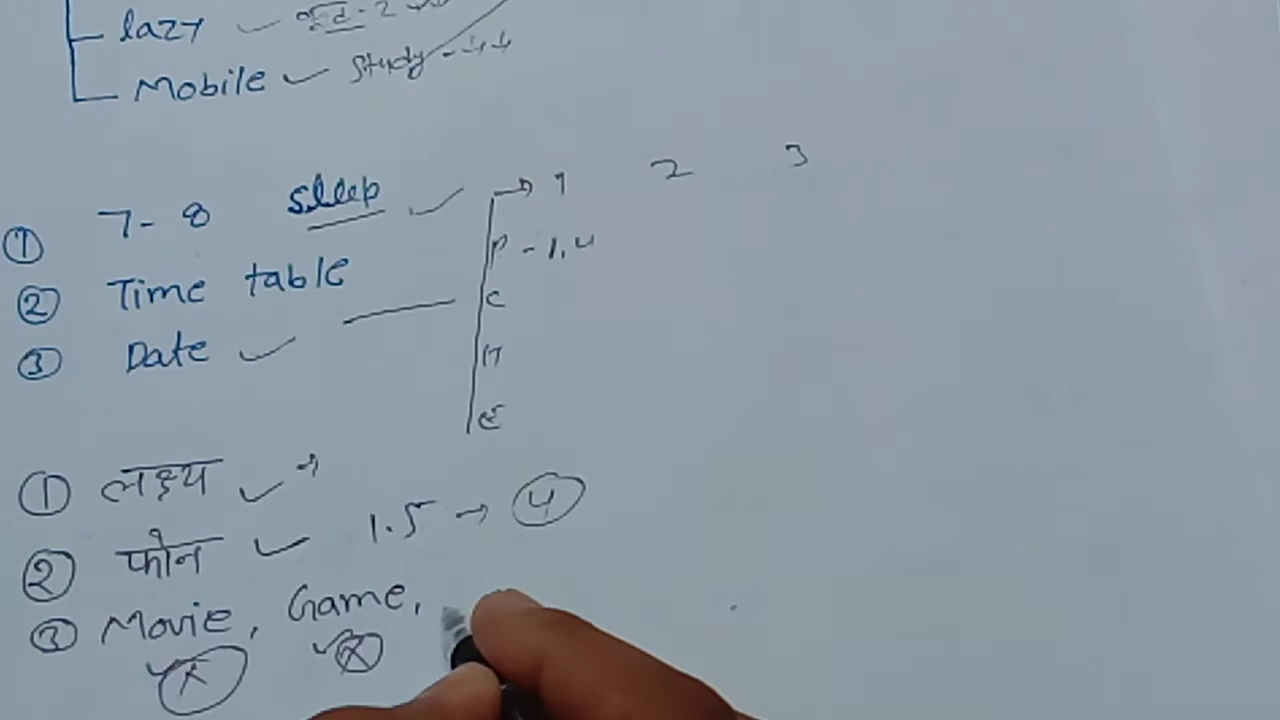 lazy
Mobile study
7-8 sleep → 1 2 3
P - 1.4
② Time table
C
③ Date
E
① लक्ष्य →
② फोन 1.5 → ④
③ Movie, Game,